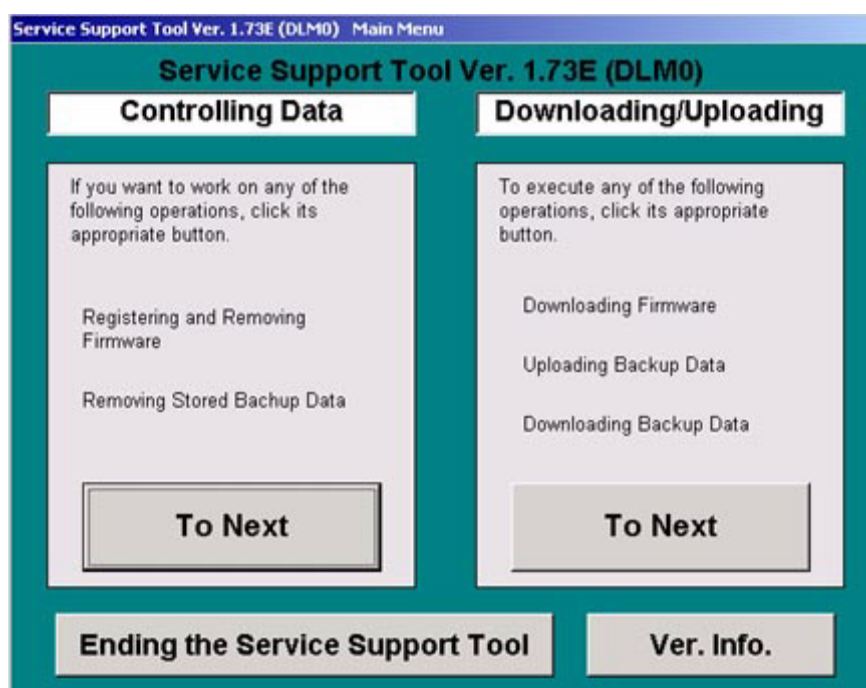 Service Support Tool Ver. 1.73E (DLM0)   Main Menu
Service Support Tool Ver. 1.73E (DLM0)
Controlling Data
If you want to work on any of the
following operations, click its
appropriate button.
Registering and Removing
Firmware
Removing Stored Bachup Data
To Next
Downloading/Uploading
To execute any of the following
operations, click its appropriate
button.
Downloading Firmware
Uploading Backup Data
Downloading Backup Data
To Next
Ending the Service Support Tool
Ver. Info.